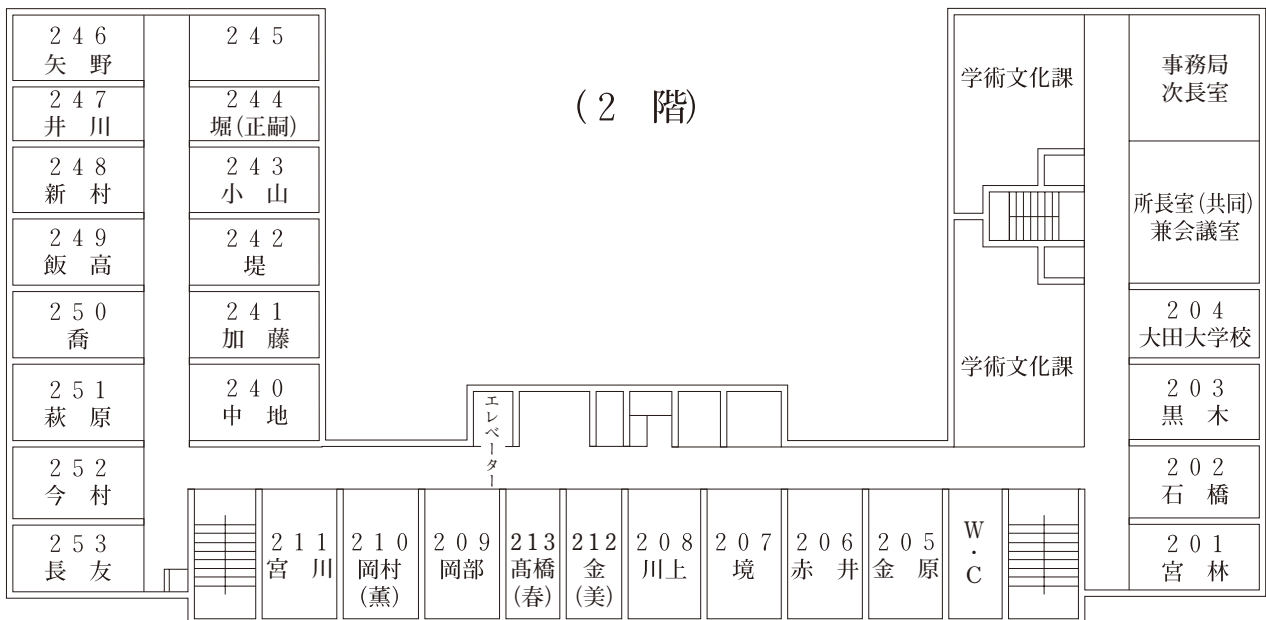 246
矢野
245
247
井川
244
堀(正嗣)
248
新村
243
小山
249
飯高
242
堤
250
喬
241
加藤
251
萩原
240
中地
252
今村
253
長友
(2 階)
学術文化課
事務局
次長室
所長室(共同)
兼会議室
学術文化課
204
大田大学校
203
黒木
202
石橋
201
宮林
エレベーター
211
宮川
210
岡村
(薫)
209
岡部
213
髙橋
(春)
212
金
(美)
208
川上
207
境
206
赤井
205
金原
W・C